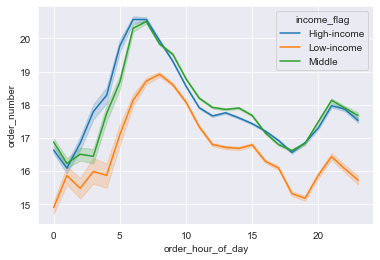 income_flag
High-income
Low-income
Middle
order_number
20
19
18
17
16
15
0
5
10
15
20
order_hour_of_day